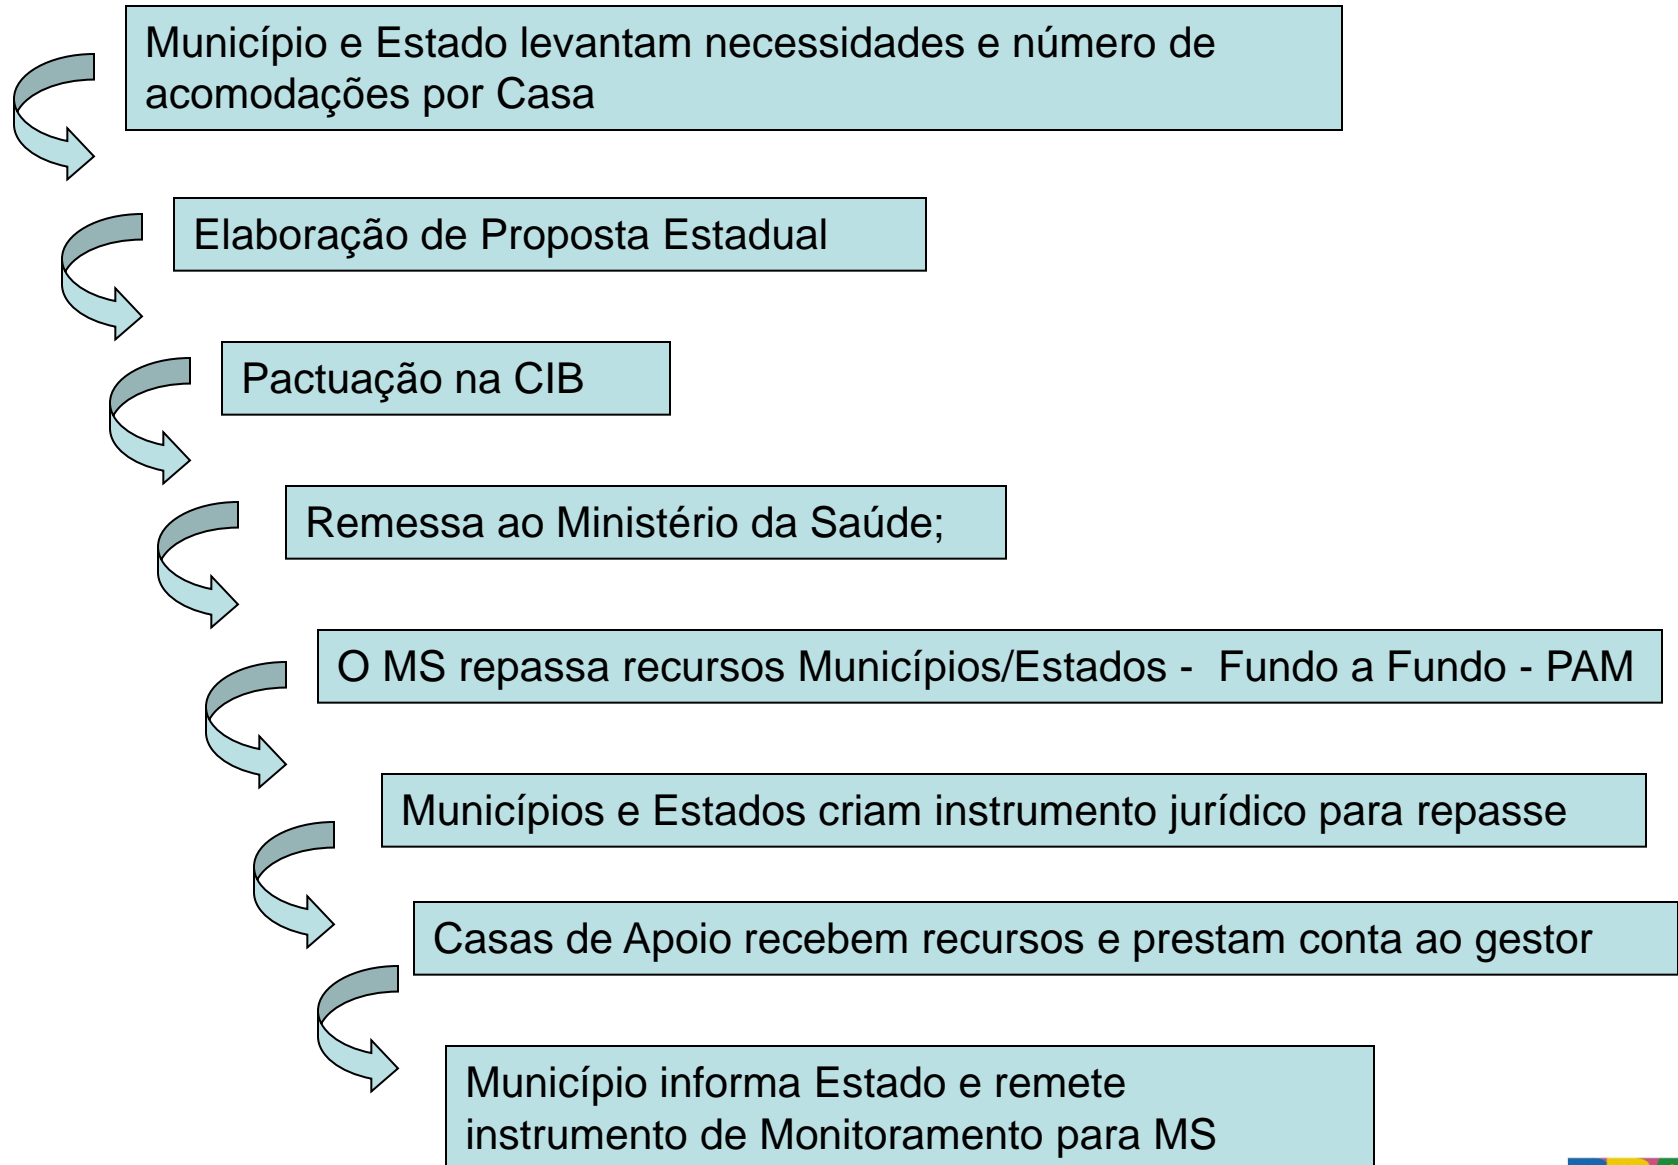 Município e Estado levantam necessidades e número de
acomodações por Casa
Elaboração de Proposta Estadual
Pactuação na CIB
Remessa ao Ministério da Saúde;
O MS repassa recursos Municípios/Estados -  Fundo a Fundo - PAM
Municípios e Estados criam instrumento jurídico para repasse
Casas de Apoio recebem recursos e prestam conta ao gestor
Município informa Estado e remete
instrumento de Monitoramento para MS